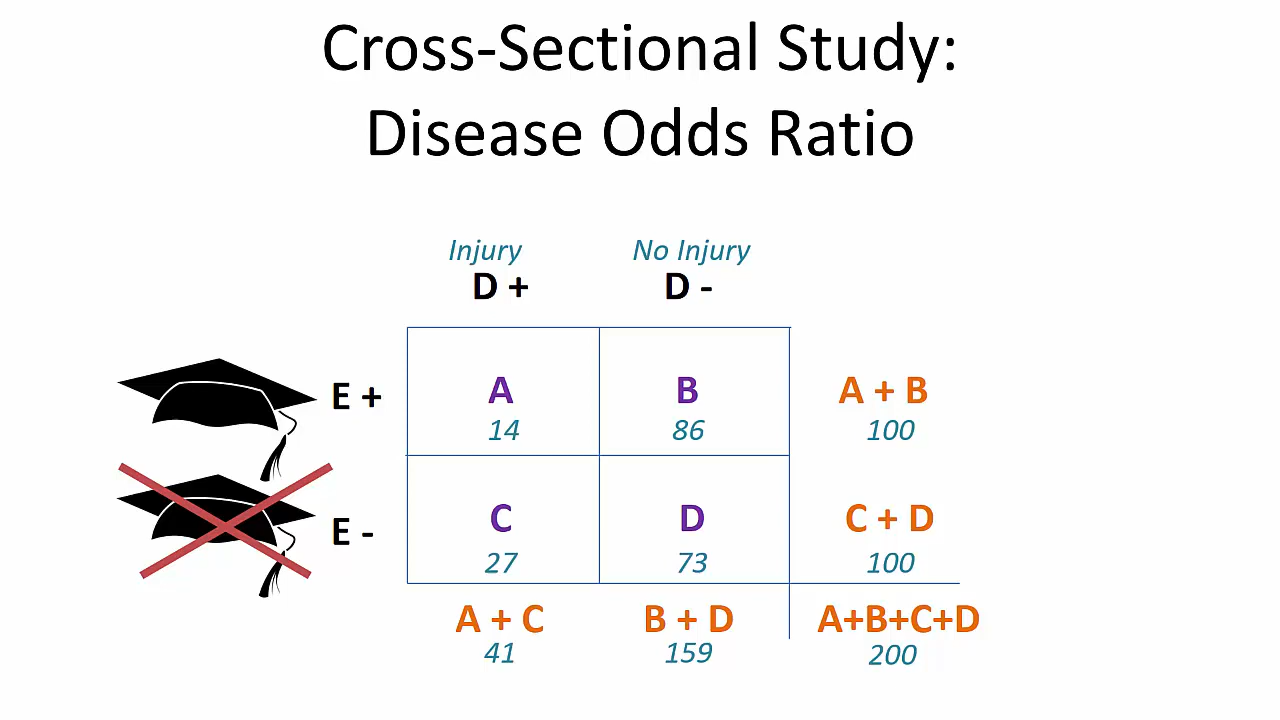 Cross-Sectional Study:
Disease Odds Ratio
Injury No Injury
D + D -
E + A B A + B
14 86 100
E - C D C + D
27 73 100
A + C B + D A+B+C+D
41 159 200